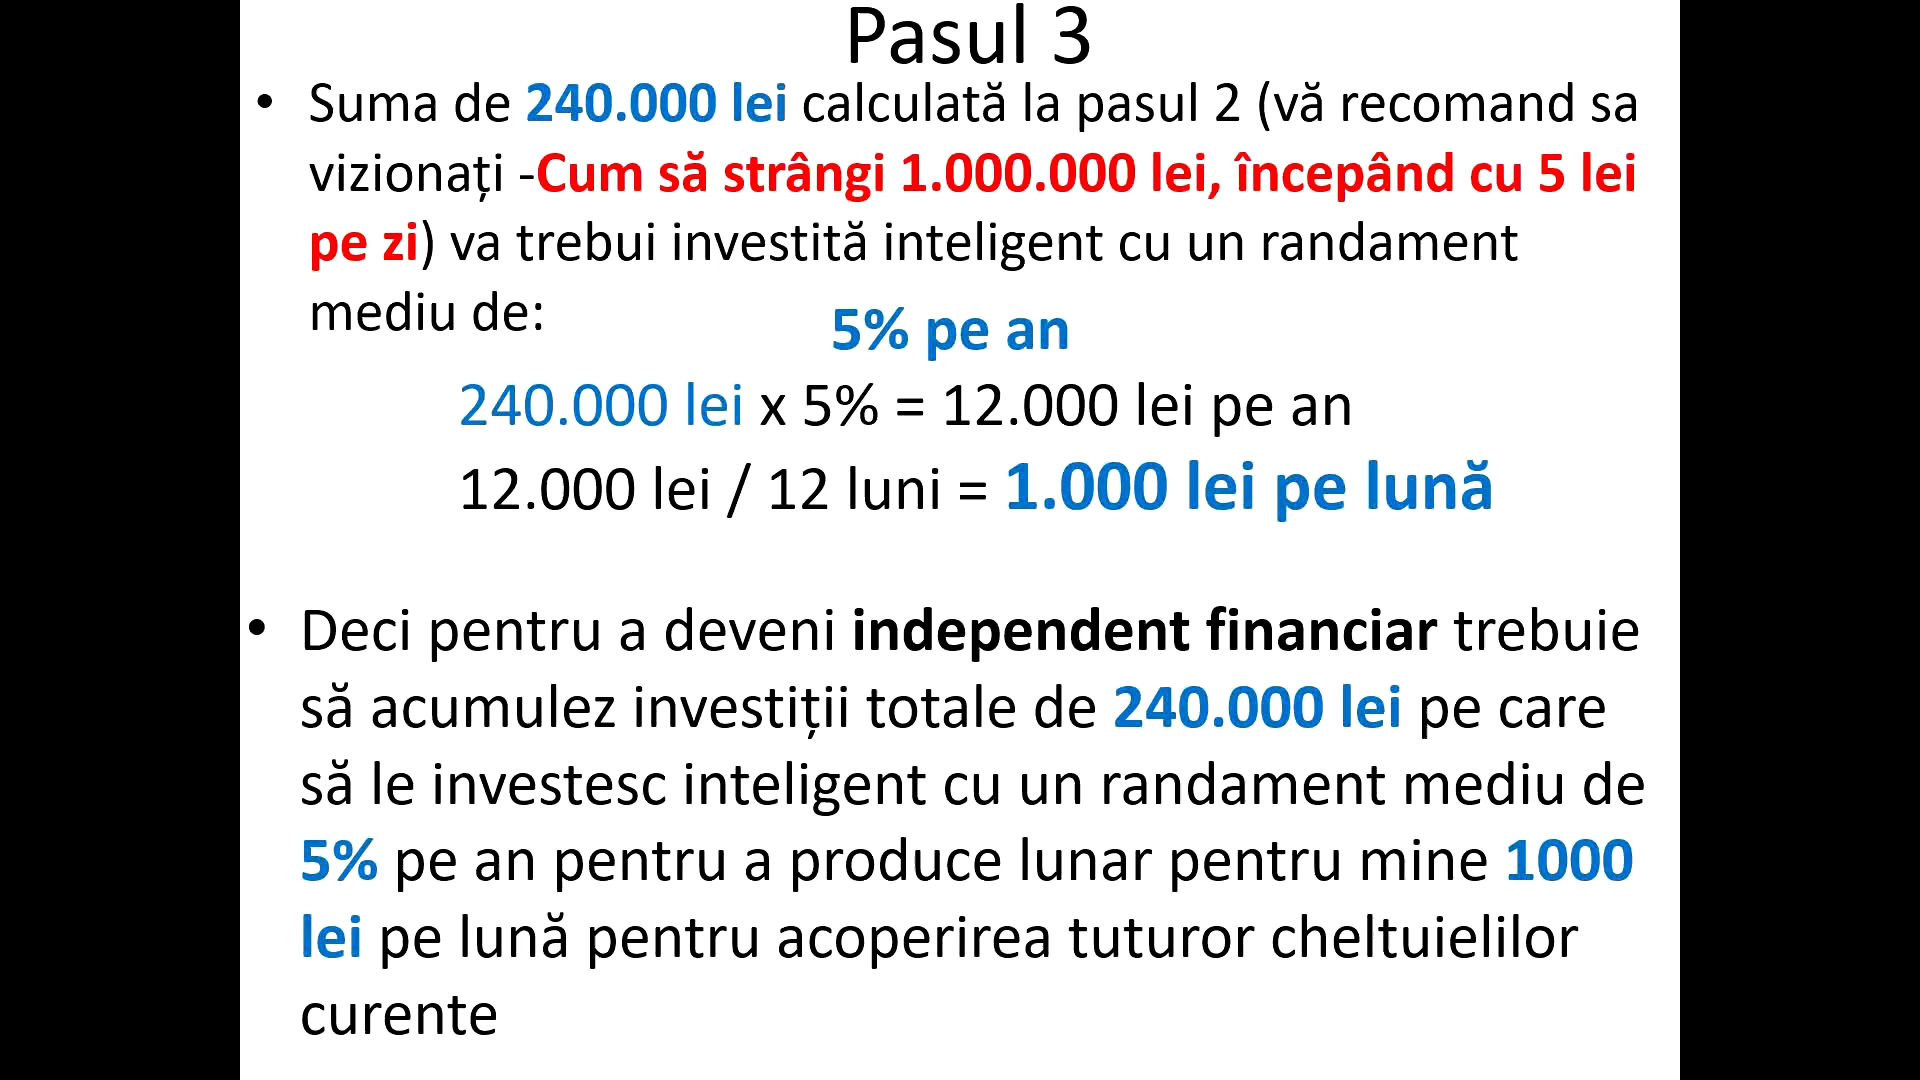 Pasul 3
• Suma de 240.000 lei calculată la pasul 2 (vă recomand sa
vizionați -Cum să strângi 1.000.000 lei, începând cu 5 lei
pe zi) va trebui investită inteligent cu un randament
mediu de:
5% pe an
240.000 lei x 5% = 12.000 lei pe an
12.000 lei / 12 luni = 1.000 lei pe lună
• Deci pentru a deveni independent financiar trebuie
să acumulez investiții totale de 240.000 lei pe care
să le investesc inteligent cu un randament mediu de
5% pe an pentru a produce lunar pentru mine 1000
lei pe lună pentru acoperirea tuturor cheltuielilor
curente